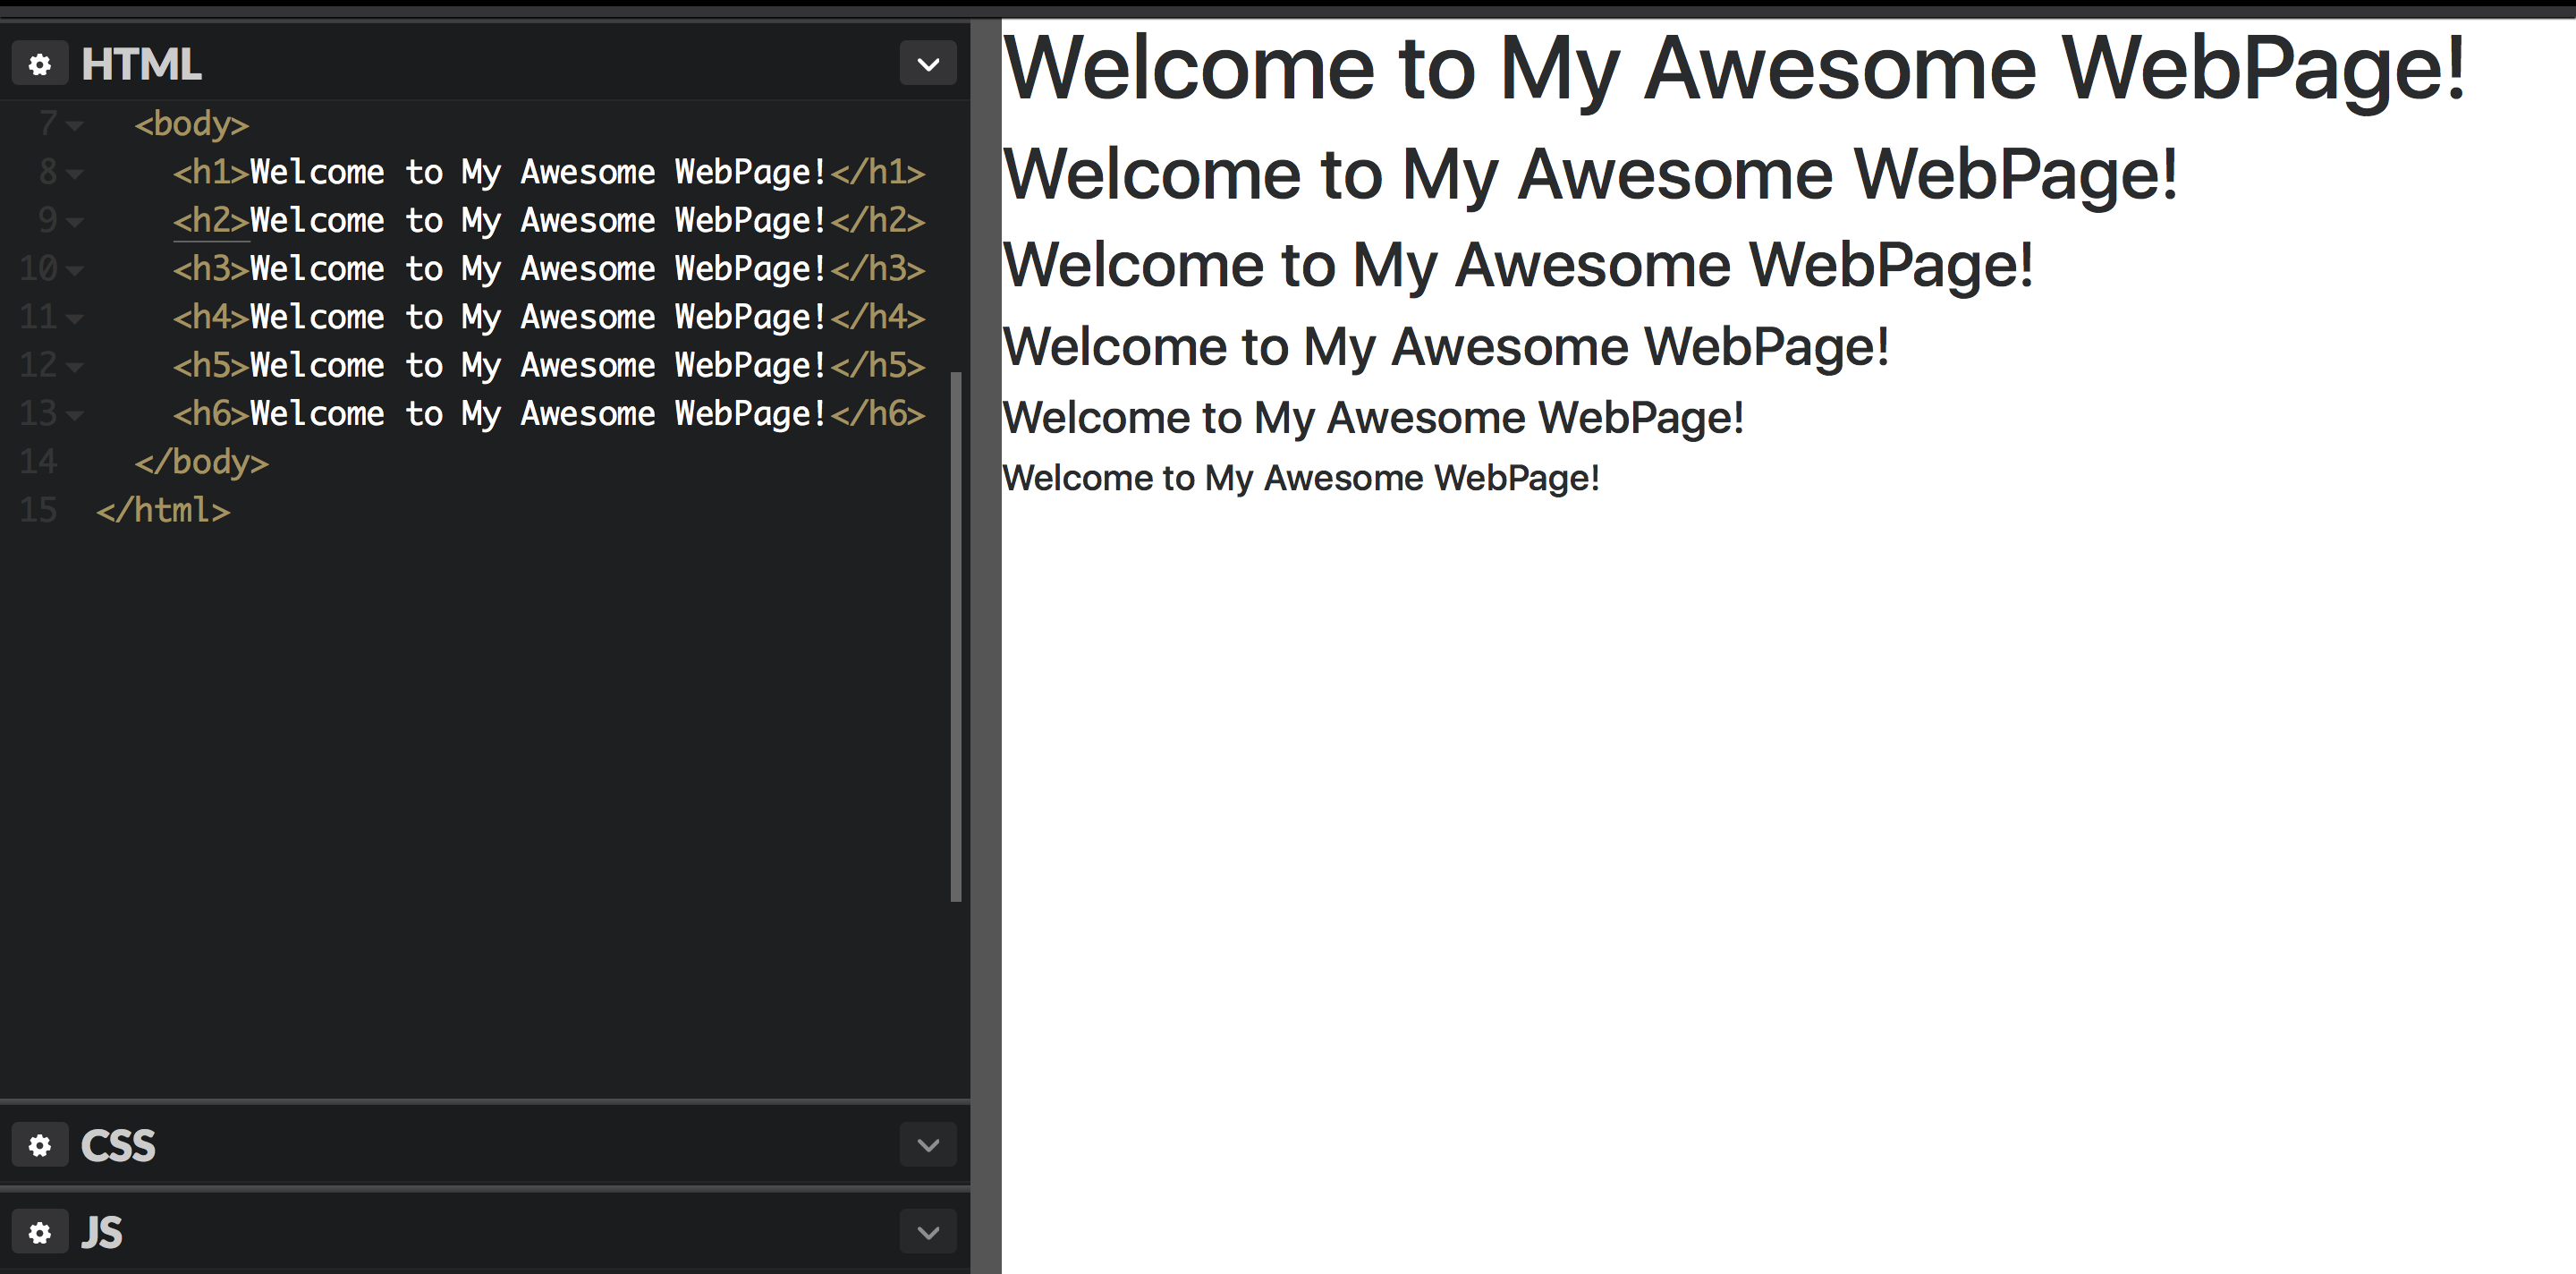 HTML
7 <body>
8 <h1>Welcome to My Awesome WebPage!</h1>
9 <h2>Welcome to My Awesome WebPage!</h2>
10 <h3>Welcome to My Awesome WebPage!</h3>
11 <h4>Welcome to My Awesome WebPage!</h4>
12 <h5>Welcome to My Awesome WebPage!</h5>
13 <h6>Welcome to My Awesome WebPage!</h6>
14 </body>
15 </html>
CSS
JS
Welcome to My Awesome WebPage!
Welcome to My Awesome WebPage!
Welcome to My Awesome WebPage!
Welcome to My Awesome WebPage!
Welcome to My Awesome WebPage!
Welcome to My Awesome WebPage!